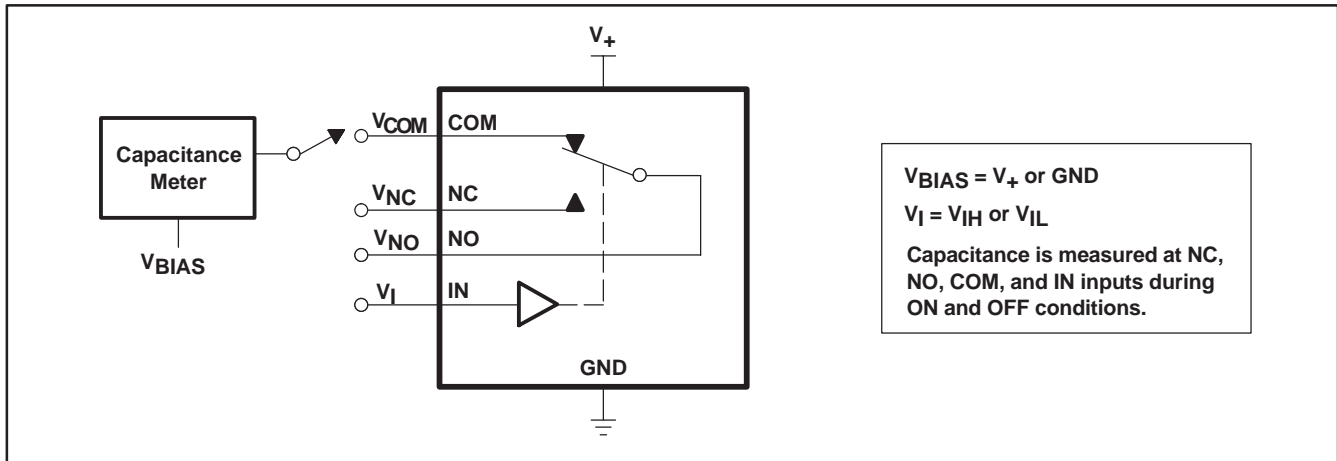 V+
Capacitance
Meter
VBIAS
VCOM COM
VNC NC
VNO NO
VI IN
GND
VBIAS = V+ or GND
VI = VIH or VIL
Capacitance is measured at NC,
NO, COM, and IN inputs during
ON and OFF conditions.